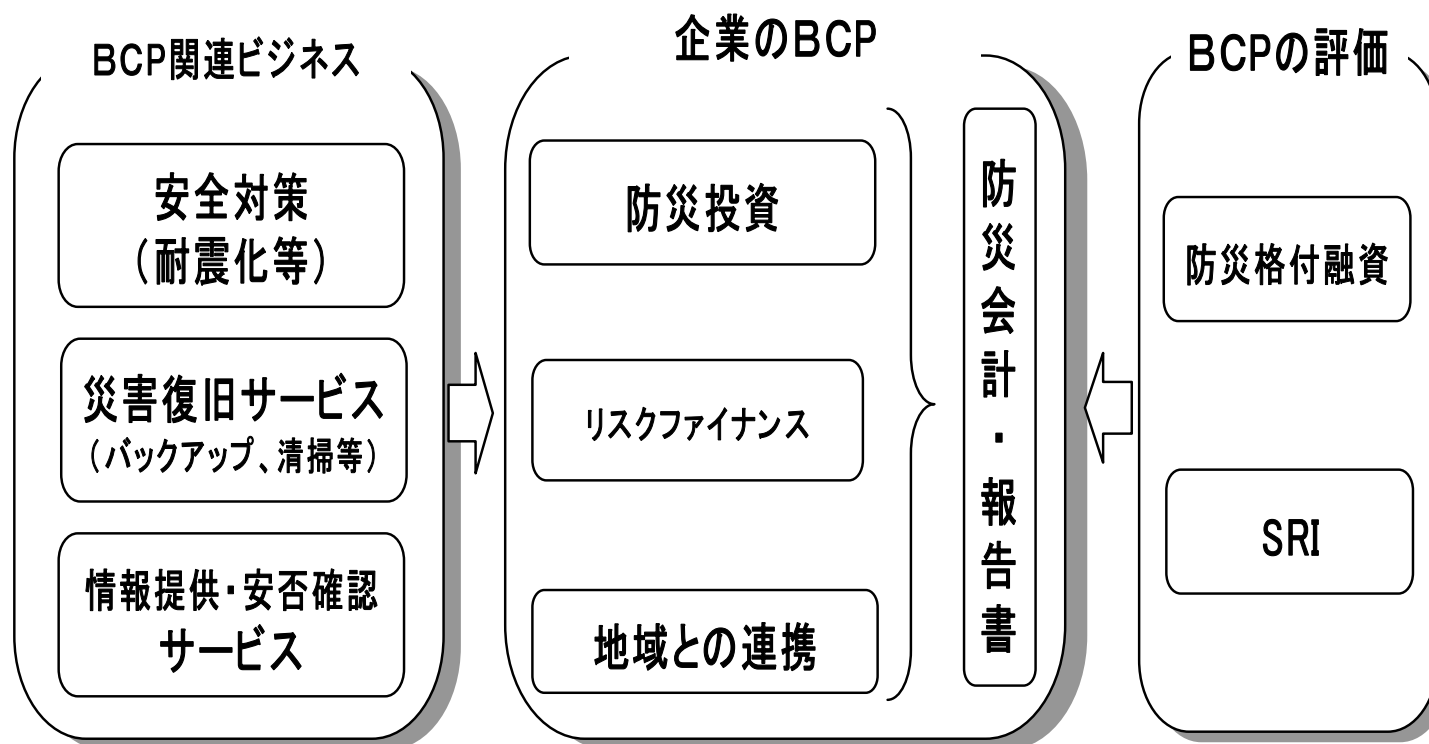 BCP関連ビジネス
安全対策
（耐震化等）
災害復旧サービス
（バックアップ、清掃等）
情報提供・安否確認
サービス
企業のBCP
防災投資
リスクファイナンス
地域との連携
防災会計・報告書
BCPの評価
防災格付融資
SRI